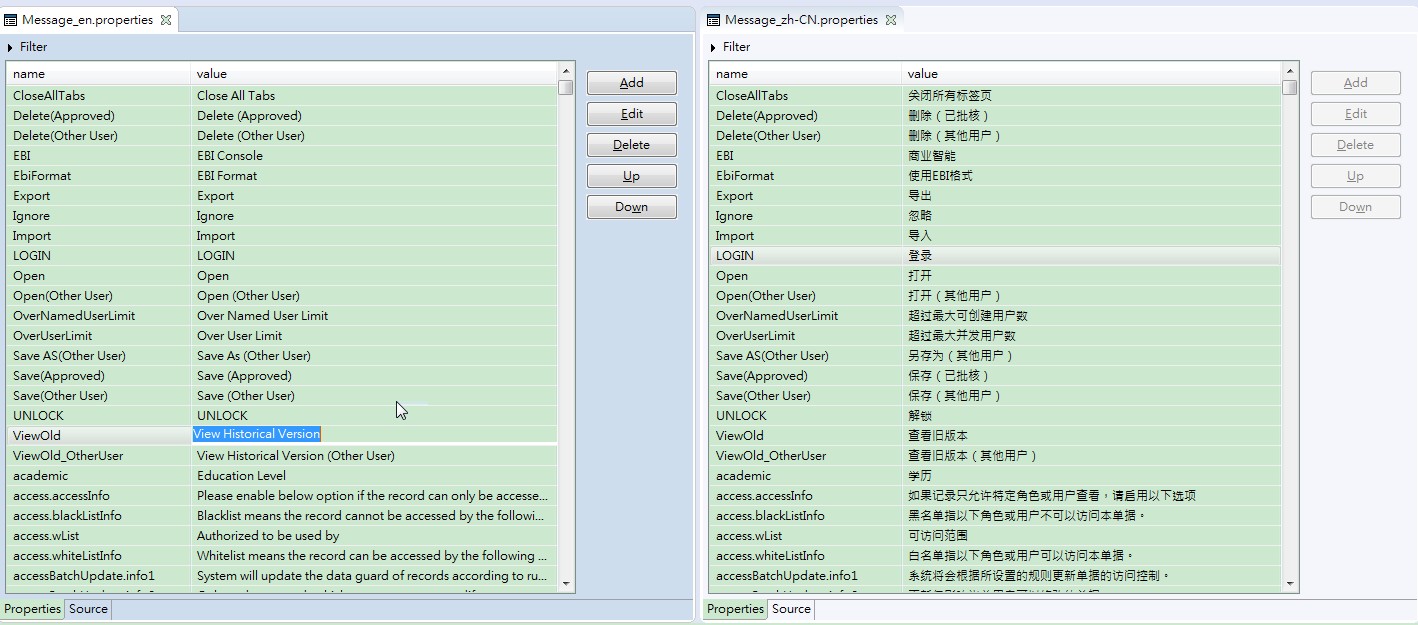 Message_en.properties
Filter
name value
CloseAllTabs Close All Tabs
Delete(Approved) Delete (Approved)
Delete(Other User) Delete (Other User)
EBI EBI Console
EbiFormat EBI Format
Export Export
Ignore Ignore
Import Import
LOGIN LOGIN
Open Open
Open(Other User) Open (Other User)
OverNamedUserLimit Over Named User Limit
OverUserLimit Over User Limit
Save AS(Other User) Save As (Other User)
Save(Approved) Save (Approved)
Save(Other User) Save (Other User)
UNLOCK UNLOCK
ViewOld View Historical Version
ViewOld_OtherUser View Historical Version (Other User)
academic Education Level
access.accessInfo Please enable below option if the record can only be accesse...
access.blackListInfo Blacklist means the record cannot be accessed by the followi...
access.wList Authorized to be used by
access.whiteListInfo Whitelist means the record can be accessed by the following ...
accessBatchUpdate.info1 System will update the data guard of records according to ru...
Add
Edit
Delete
Up
Down
Properties Source
Message_zh-CN.properties
Filter
name value
CloseAllTabs 关闭所有标签页
Delete(Approved) 删除（已批核）
Delete(Other User) 删除（其他用户）
EBI 商业智能
EbiFormat 使用EBI格式
Export 导出
Ignore 忽略
Import 导入
LOGIN 登录
Open 打开
Open(Other User) 打开（其他用户）
OverNamedUserLimit 超过最大可创建用户数
OverUserLimit 超过最大并发用户数
Save AS(Other User) 另存为（其他用户）
Save(Approved) 保存（已批核）
Save(Other User) 保存（其他用户）
UNLOCK 解锁
ViewOld 查看旧版本
ViewOld_OtherUser 查看旧版本（其他用户）
academic 学历
access.accessInfo 如果记录只允许特定角色或用户查看，请启用以下选项
access.blackListInfo 黑名单指以下角色或用户不可以访问本单据。
access.wList 可访问范围
access.whiteListInfo 白名单指以下角色或用户可以访问本单据。
accessBatchUpdate.info1 系统将会根据所设置的规则更新单据的访问控制。
Add
Edit
Delete
Up
Down
Properties Source